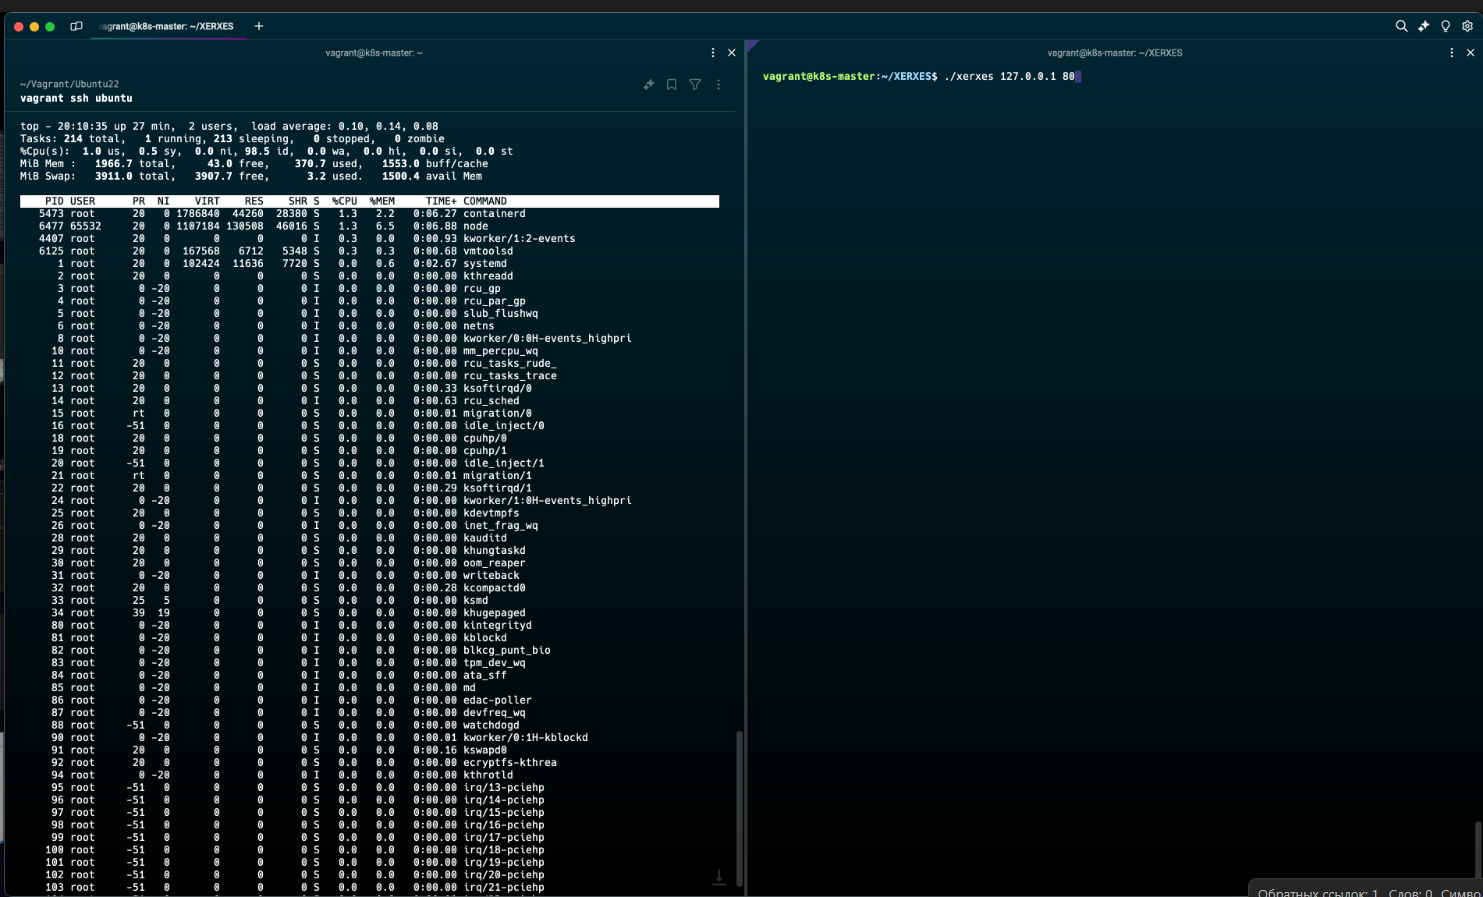 agrant@k8s-master: ~/XERXES
vagrant@k8s-master: ~
~/Vagrant/Ubuntu22
vagrant ssh ubuntu
top - 20:10:35 up 27 min,  2 users,  load average: 0.10, 0.14, 0.08
Tasks: 214 total,   1 running, 213 sleeping,   0 stopped,   0 zombie
%Cpu(s):  1.0 us,  0.5 sy,  0.0 ni, 98.5 id,  0.0 wa,  0.0 hi,  0.0 si,  0.0 st
MiB Mem :   1966.7 total,     43.0 free,    370.7 used,   1553.0 buff/cache
MiB Swap:   3911.0 total,   3907.7 free,      3.2 used.   1500.4 avail Mem
PID USER      PR  NI    VIRT    RES    SHR S  %CPU  %MEM     TIME+ COMMAND
5473 root      20   0 1786840  44260  28380 S   1.3   2.2   0:06.27 containerd
6477 65532     20   0 1107184 130508  46016 S   1.3   6.5   0:06.88 node
4407 root      20   0       0      0      0 I   0.3   0.0   0:00.93 kworker/1:2-events
6125 root      20   0  167568   6712   5348 S   0.3   0.3   0:00.68 vmtoolsd
1 root      20   0  102424  11636   7720 S   0.0   0.6   0:02.67 systemd
2 root      20   0       0      0      0 S   0.0   0.0   0:00.00 kthreadd
3 root       0 -20       0      0      0 I   0.0   0.0   0:00.00 rcu_gp
4 root       0 -20       0      0      0 I   0.0   0.0   0:00.00 rcu_par_gp
5 root       0 -20       0      0      0 I   0.0   0.0   0:00.00 slub_flushwq
6 root       0 -20       0      0      0 I   0.0   0.0   0:00.00 netns
8 root       0 -20       0      0      0 I   0.0   0.0   0:00.00 kworker/0:0H-events_highpri
10 root       0 -20       0      0      0 I   0.0   0.0   0:00.00 mm_percpu_wq
11 root      20   0       0      0      0 S   0.0   0.0   0:00.00 rcu_tasks_rude_
12 root      20   0       0      0      0 S   0.0   0.0   0:00.00 rcu_tasks_trace
13 root      20   0       0      0      0 S   0.0   0.0   0:00.33 ksoftirqd/0
14 root      20   0       0      0      0 I   0.0   0.0   0:00.63 rcu_sched
15 root      rt   0       0      0      0 S   0.0   0.0   0:00.01 migration/0
16 root     -51   0       0      0      0 S   0.0   0.0   0:00.00 idle_inject/0
18 root      20   0       0      0      0 S   0.0   0.0   0:00.00 cpuhp/0
19 root      20   0       0      0      0 S   0.0   0.0   0:00.00 cpuhp/1
20 root     -51   0       0      0      0 S   0.0   0.0   0:00.00 idle_inject/1
21 root      rt   0       0      0      0 S   0.0   0.0   0:00.01 migration/1
22 root      20   0       0      0      0 S   0.0   0.0   0:00.29 ksoftirqd/1
24 root       0 -20       0      0      0 I   0.0   0.0   0:00.00 kworker/1:0H-events_highpri
25 root      20   0       0      0      0 S   0.0   0.0   0:00.00 kdevtmpfs
26 root       0 -20       0      0      0 I   0.0   0.0   0:00.00 inet_frag_wq
28 root      20   0       0      0      0 S   0.0   0.0   0:00.00 kauditd
29 root      20   0       0      0      0 S   0.0   0.0   0:00.00 khungtaskd
30 root      20   0       0      0      0 S   0.0   0.0   0:00.00 oom_reaper
31 root       0 -20       0      0      0 I   0.0   0.0   0:00.00 writeback
32 root      20   0       0      0      0 S   0.0   0.0   0:00.28 kcompactd0
33 root      25   5       0      0      0 S   0.0   0.0   0:00.00 ksmd
34 root      39  19       0      0      0 S   0.0   0.0   0:00.00 khugepaged
80 root       0 -20       0      0      0 I   0.0   0.0   0:00.00 kintegrityd
81 root       0 -20       0      0      0 I   0.0   0.0   0:00.00 kblockd
82 root       0 -20       0      0      0 I   0.0   0.0   0:00.00 blkcg_punt_bio
83 root       0 -20       0      0      0 I   0.0   0.0   0:00.00 tpm_dev_wq
84 root       0 -20       0      0      0 I   0.0   0.0   0:00.00 ata_sff
85 root       0 -20       0      0      0 I   0.0   0.0   0:00.00 md
86 root       0 -20       0      0      0 I   0.0   0.0   0:00.00 edac-poller
87 root       0 -20       0      0      0 I   0.0   0.0   0:00.00 devfreq_wq
88 root     -51   0       0      0      0 S   0.0   0.0   0:00.00 watchdogd
90 root       0 -20       0      0      0 I   0.0   0.0   0:00.01 kworker/0:1H-kblockd
91 root      20   0       0      0      0 S   0.0   0.0   0:00.16 kswapd0
92 root      20   0       0      0      0 S   0.0   0.0   0:00.00 ecryptfs-kthrea
94 root       0 -20       0      0      0 I   0.0   0.0   0:00.00 kthrotld
95 root     -51   0       0      0      0 S   0.0   0.0   0:00.00 irq/13-pciehp
96 root     -51   0       0      0      0 S   0.0   0.0   0:00.00 irq/14-pciehp
97 root     -51   0       0      0      0 S   0.0   0.0   0:00.00 irq/15-pciehp
98 root     -51   0       0      0      0 S   0.0   0.0   0:00.00 irq/16-pciehp
99 root     -51   0       0      0      0 S   0.0   0.0   0:00.00 irq/17-pciehp
100 root     -51   0       0      0      0 S   0.0   0.0   0:00.00 irq/18-pciehp
101 root     -51   0       0      0      0 S   0.0   0.0   0:00.00 irq/19-pciehp
102 root     -51   0       0      0      0 S   0.0   0.0   0:00.00 irq/20-pciehp
103 root     -51   0       0      0      0 S   0.0   0.0   0:00.00 irq/21-pciehp
vagrant@k8s-master: ~/XERXES
vagrant@k8s-master:~/XERXES$ ./xerxes 127.0.0.1 80
Обратных ссылок: 1   Слов: 0   Симво